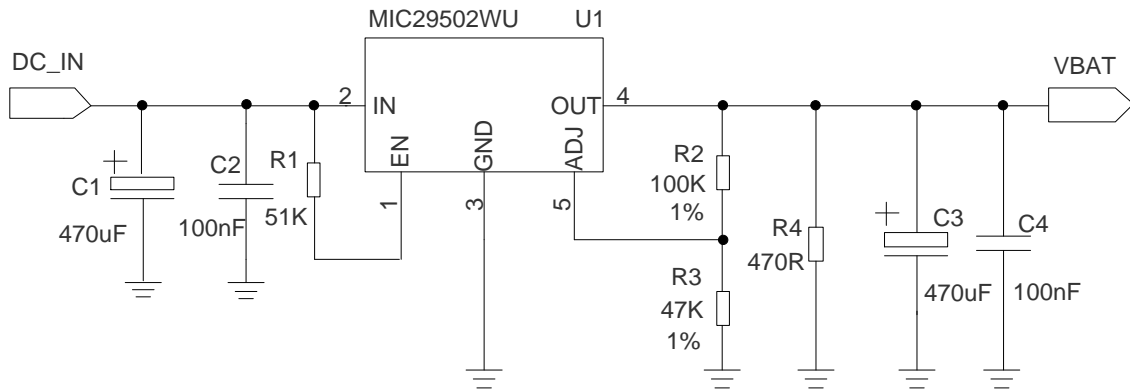 MIC29502WU
U1
DC_IN
VBAT
2
IN
OUT
4
EN
GND
ADJ
1
3
5
+
C1
470uF
C2
100nF
R1
51K
R2
100K
1%
R3
47K
1%
R4
470R
+
C3
470uF
C4
100nF